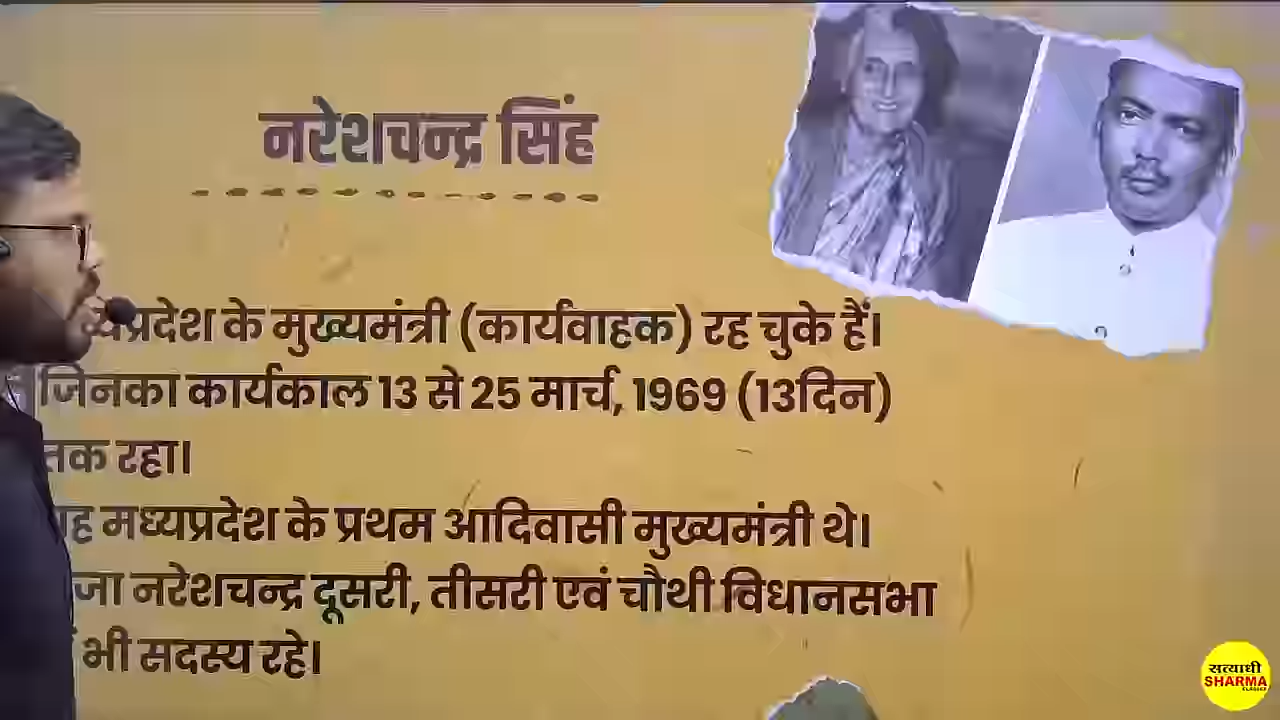 नरेशचन्द्र सिंह
के मुख्यमंत्री (कार्यवाहक) रह चुके हैं।
जिनका कार्यकाल 13 से 25 मार्च, 1969 (13दिन)
तक रहा।
मध्यप्रदेश के प्रथम आदिवासी मुख्यमंत्री थे।
नरेशचन्द्र दूसरी, तीसरी एवं चौथी विधानसभा
भी सदस्य रहे।
सत्याधी
SHARMA
CLASSES